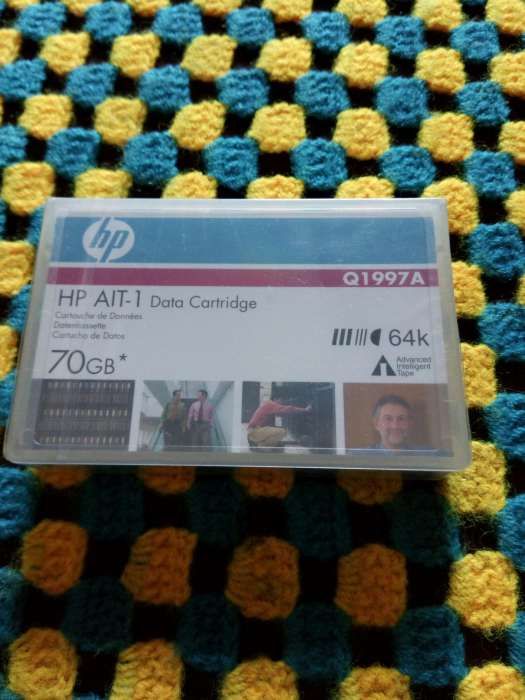 hp
Q1997A
HP AIT-1 Data Cartridge
Cartouche de Données
Datenkassette
Cartucho de Datos
64k
70GB*
Advanced
Intelligent
Tape